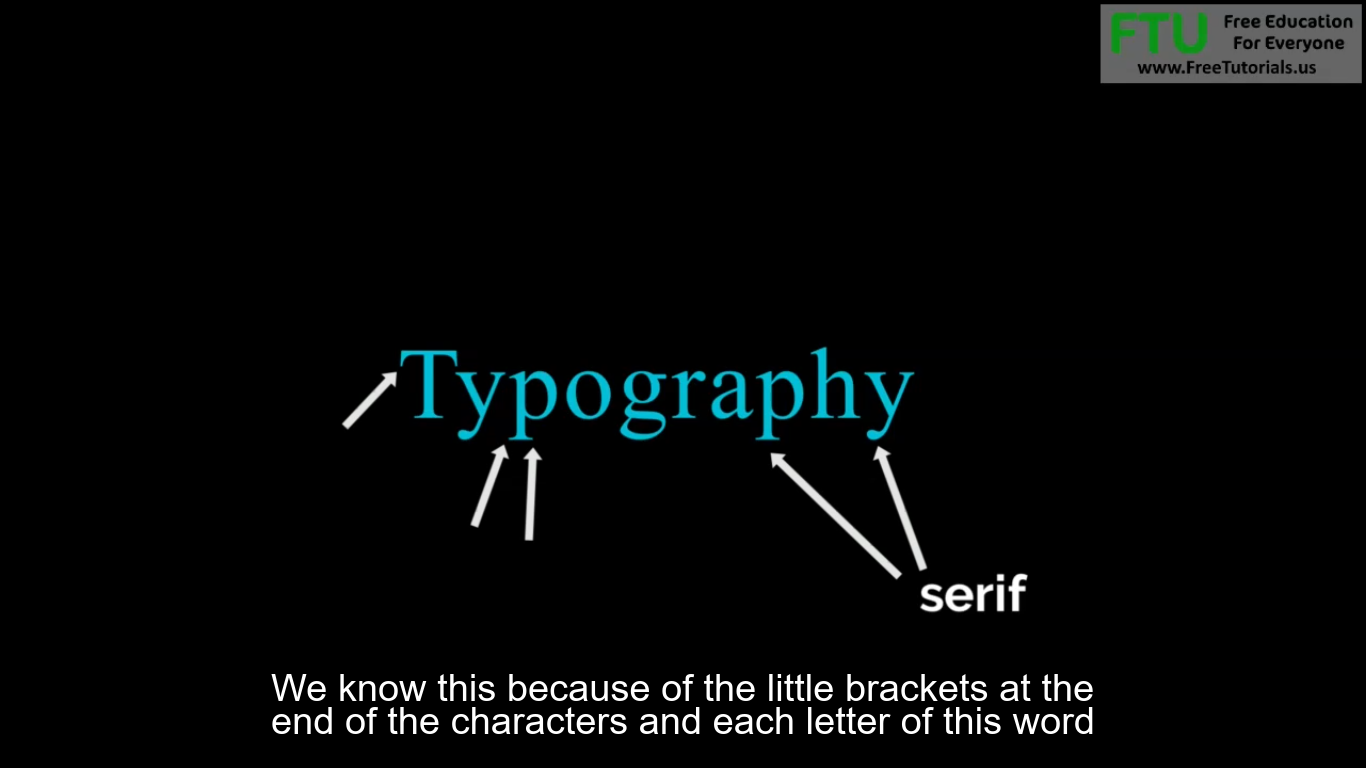 FTU Free Education
For Everyone
www.FreeTutorials.us
Typography
serif
We know this because of the little brackets at the
end of the characters and each letter of this word